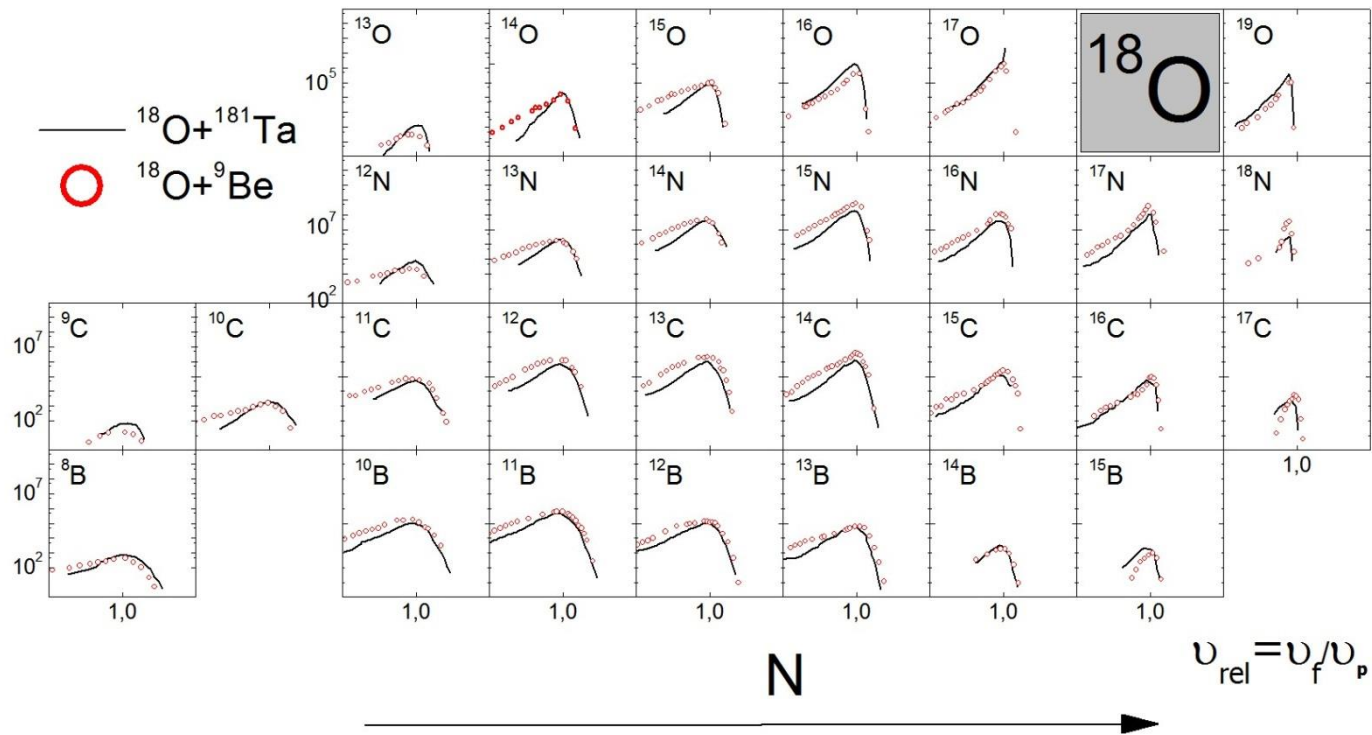 ¹³O ¹⁴O ¹⁵O ¹⁶O ¹⁷O ¹⁸O ¹⁹O
10⁵
¹⁸O+¹⁸¹Ta
¹⁸O+⁹Be
¹²N ¹³N ¹⁴N ¹⁵N ¹⁶N ¹⁷N ¹⁸N
10⁷
10²
⁹C ¹⁰C ¹¹C ¹²C ¹³C ¹⁴C ¹⁵C ¹⁶C ¹⁷C
10⁷
10²
1,0
⁸B ¹⁰B ¹¹B ¹²B ¹³B ¹⁴B ¹⁵B
10⁷
10²
1,0 1,0 1,0 1,0 1,0 1,0 1,0
N
υrel=υf/υp